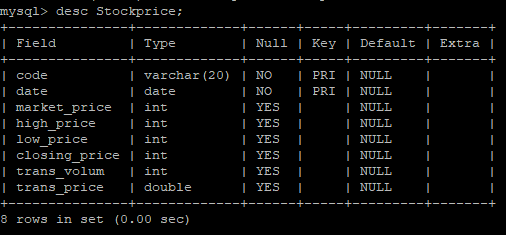 mysql> desc Stockprice;
+---------------+-------------+------+-----+---------+-------+
| Field         | Type        | Null | Key | Default | Extra |
+---------------+-------------+------+-----+---------+-------+
| code          | varchar(20) | NO   | PRI | NULL    |       |
| date          | date        | NO   | PRI | NULL    |       |
| market_price  | int         | YES  |     | NULL    |       |
| high_price    | int         | YES  |     | NULL    |       |
| low_price     | int         | YES  |     | NULL    |       |
| closing_price | int         | YES  |     | NULL    |       |
| trans_volum   | int         | YES  |     | NULL    |       |
| trans_price   | double      | YES  |     | NULL    |       |
+---------------+-------------+------+-----+---------+-------+
8 rows in set (0.00 sec)